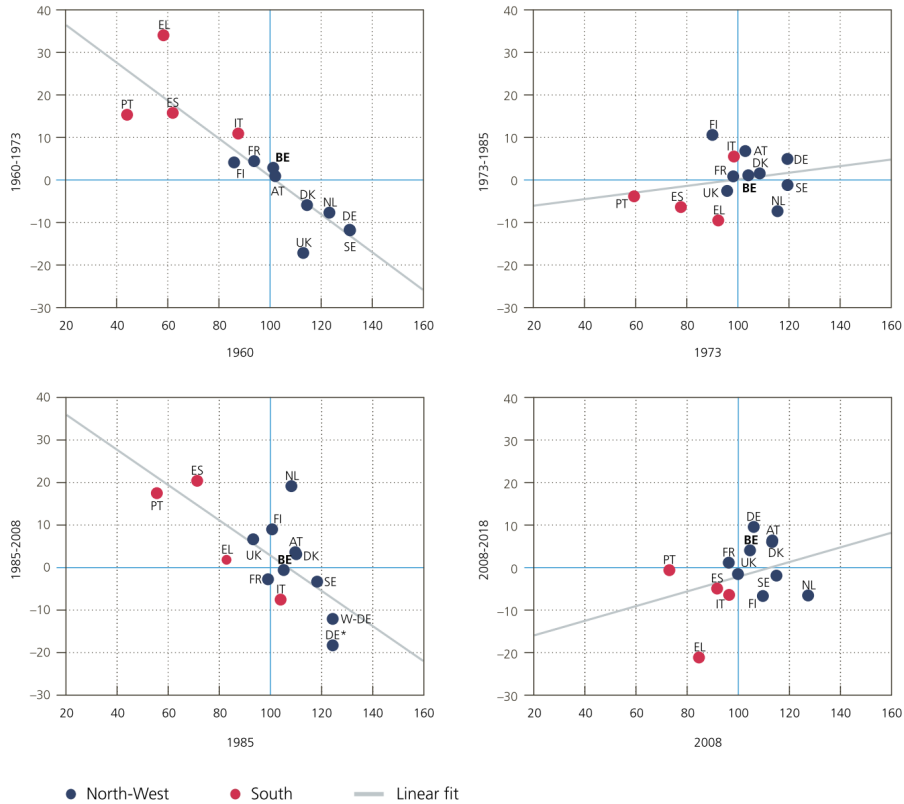 40
30
20
10
0
–10
–20
–30
1960-1973
EL
PT
ES
IT
FR
BE
FI
AT
DK
NL
DE
SE
UK
20 40 60 80 100 120 140 160
1960
40
30
20
10
0
–10
–20
–30
1973-1985
FI
IT
AT
FR
DK
DE
PT
ES
UK
BE
SE
EL
NL
20 40 60 80 100 120 140 160
1973
40
30
20
10
0
–10
–20
–30
1985-2008
ES
NL
PT
FI
EL
UK
AT
BE
DK
FR
IT
SE
W-DE
DE*
20 40 60 80 100 120 140 160
1985
40
30
20
10
0
–10
–20
–30
2008-2018
DE
AT
BE
PT
FR
UK
DK
ES
SE
NL
IT
FI
EL
20 40 60 80 100 120 140 160
2008
North-West South Linear fit